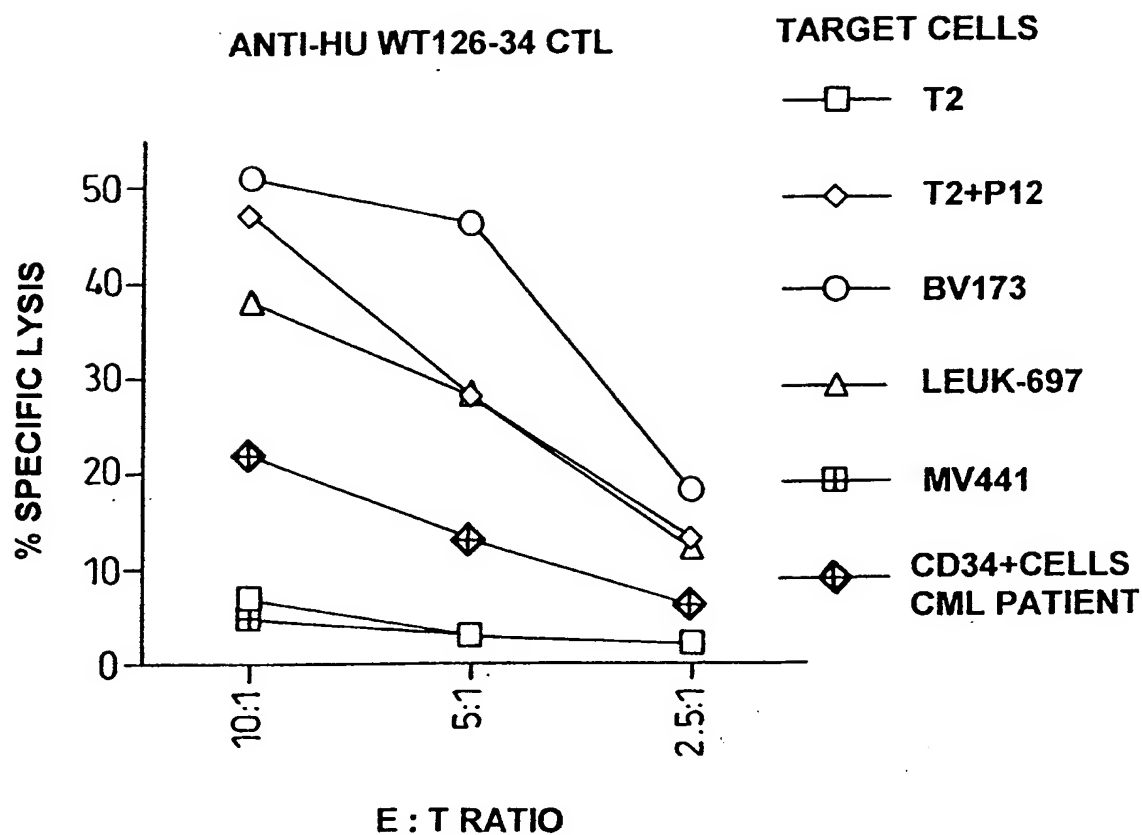 ANTI-HU WT126-34 CTL
TARGET CELLS
T2
T2+P12
BV173
LEUK-697
MV441
CD34+CELLS
CML PATIENT
% SPECIFIC LYSIS
50
40
30
20
10
0
10:1
5:1
2.5:1
E : T RATIO